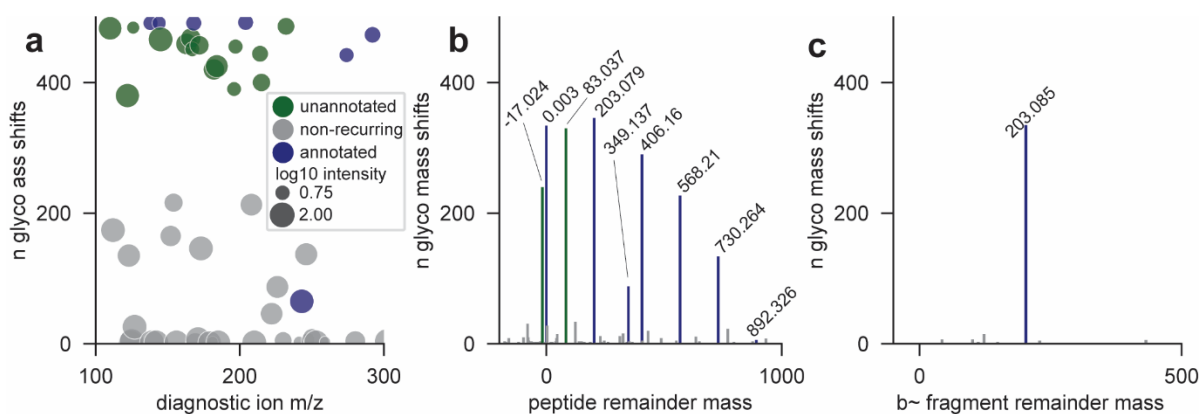 a
n glyco ass shifts
400
200
0
100
200
300
diagnostic ion m/z
unannotated
non-recurring
annotated
log10 intensity
0.75
2.00
b
n glyco mass shifts
400
200
0
0
1000
peptide remainder mass
-17.024
0.003
83.037
203.079
349.137
406.16
568.21
730.264
892.326
c
n glyco mass shifts
400
200
0
0
500
b~ fragment remainder mass
203.085